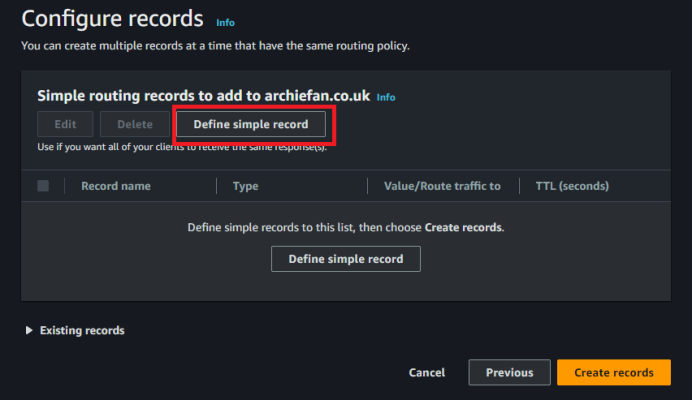 Configure records Info
You can create multiple records at a time that have the same routing policy.
Simple routing records to add to archiefan.co.uk Info
Edit Delete Define simple record
Use if you want all of your clients to receive the same response(s).
Record name Type Value/Route traffic to TTL (seconds)
Define simple records to this list, then choose Create records.
Define simple record
Existing records
Cancel Previous Create records